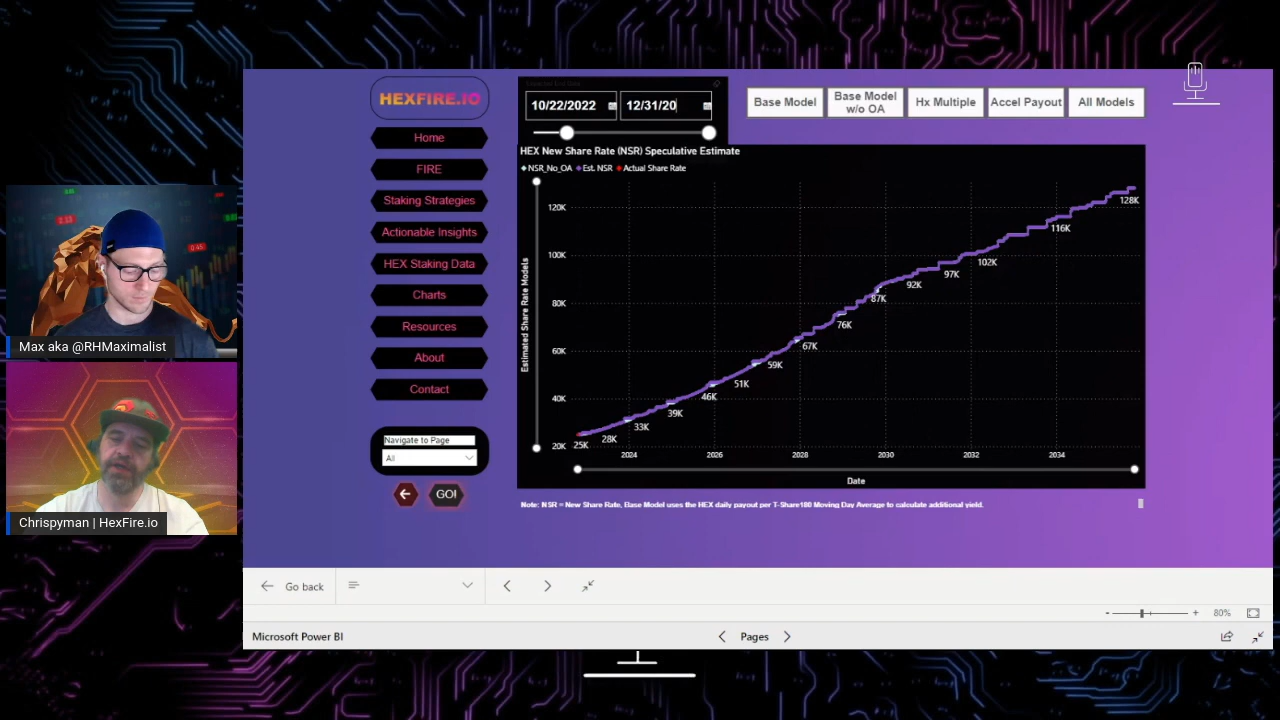 HEXFIRE.IO
10/22/2022
12/31/20
Base Model
Base Model
w/o OA
Hx Multiple
Accel Payout
All Models
Home
FIRE
Staking Strategies
Actionable Insights
HEX Staking Data
Charts
Resources
About
Contact
Navigate to Page
All
GO!
HEX New Share Rate (NSR) Speculative Estimate
NSR_No_OA
Est. NSR
Actual Share Rate
Estimated Share Rate Models
120K
100K
80K
60K
40K
20K
25K
28K
33K
39K
46K
51K
59K
67K
76K
87K
92K
97K
102K
116K
128K
2024
2026
2028
2030
2032
2034
Date
Note: NSR = New Share Rate, Base Model uses the HEX daily payout per T-Share180 Moving Day Average to calculate additional yield.
2.13
0.45
Max aka @RHMaximalist
Chrispyman | HexFire.io
Go back
- + 80%
Microsoft Power BI
Pages